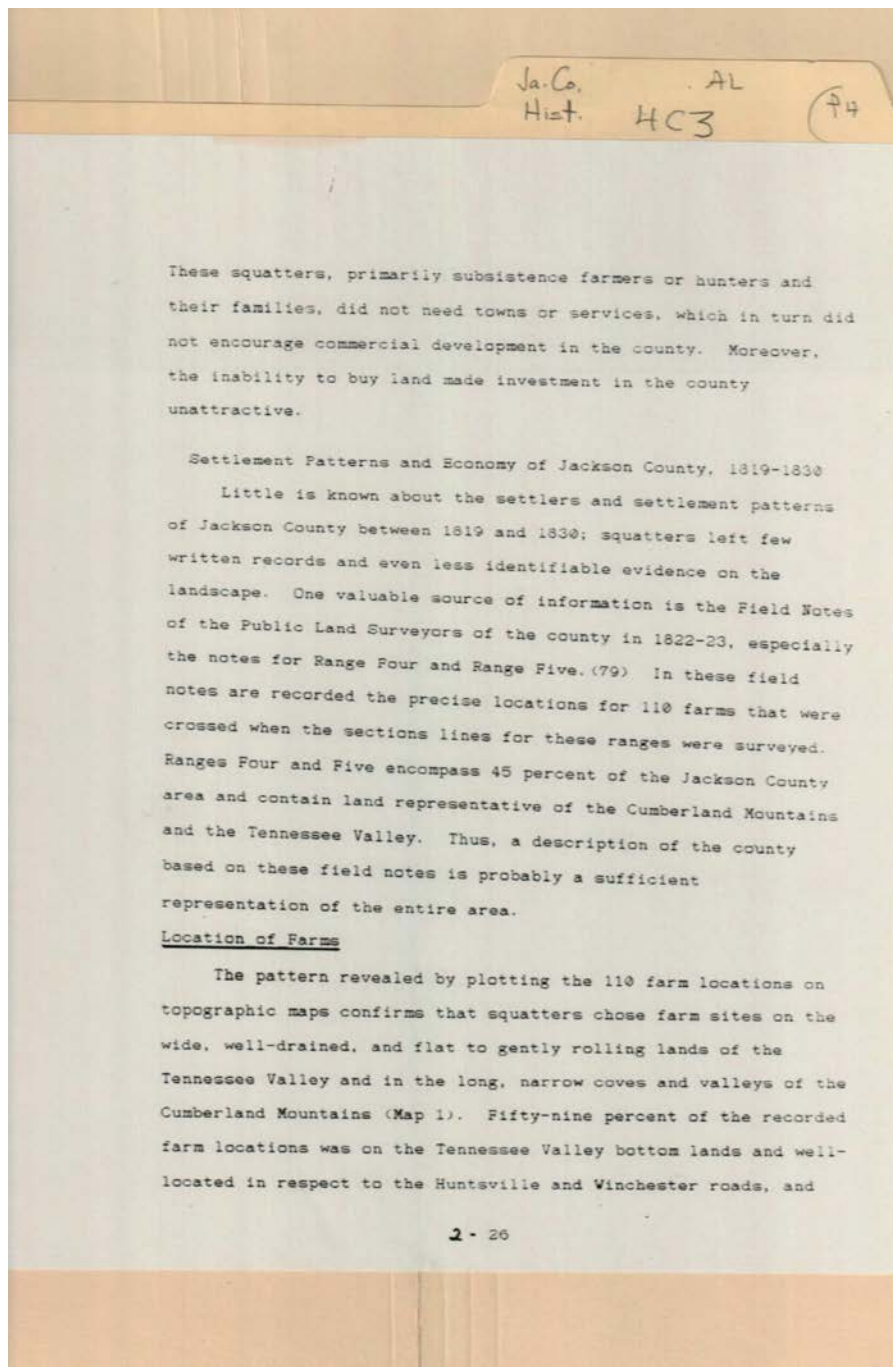 Ja. Co. . AL
Hist. 4C3 P4
These squatters, primarily subsistence farmers or hunters and
their families, did not need towns or services, which in turn did
not encourage commercial development in the county. Moreover,
the inability to buy land made investment in the county
unattractive.
Settlement Patterns and Economy of Jackson County, 1819-1830
Little is known about the settlers and settlement patterns
of Jackson County between 1819 and 1830; squatters left few
written records and even less identifiable evidence on the
landscape. One valuable source of information is the Field Notes
of the Public Land Surveyors of the county in 1822-23, especially
the notes for Range Four and Range Five.(79) In these field
notes are recorded the precise locations for 110 farms that were
crossed when the sections lines for these ranges were surveyed.
Ranges Four and Five encompass 45 percent of the Jackson County
area and contain land representative of the Cumberland Mountains
and the Tennessee Valley. Thus, a description of the county
based on these field notes is probably a sufficient
representation of the entire area.
Location of Farms
The pattern revealed by plotting the 110 farm locations on
topographic maps confirms that squatters chose farm sites on the
wide, well-drained, and flat to gently rolling lands of the
Tennessee Valley and in the long, narrow coves and valleys of the
Cumberland Mountains (Map 1). Fifty-nine percent of the recorded
farm locations was on the Tennessee Valley bottom lands and well-
located in respect to the Huntsville and Winchester roads, and
2 - 26